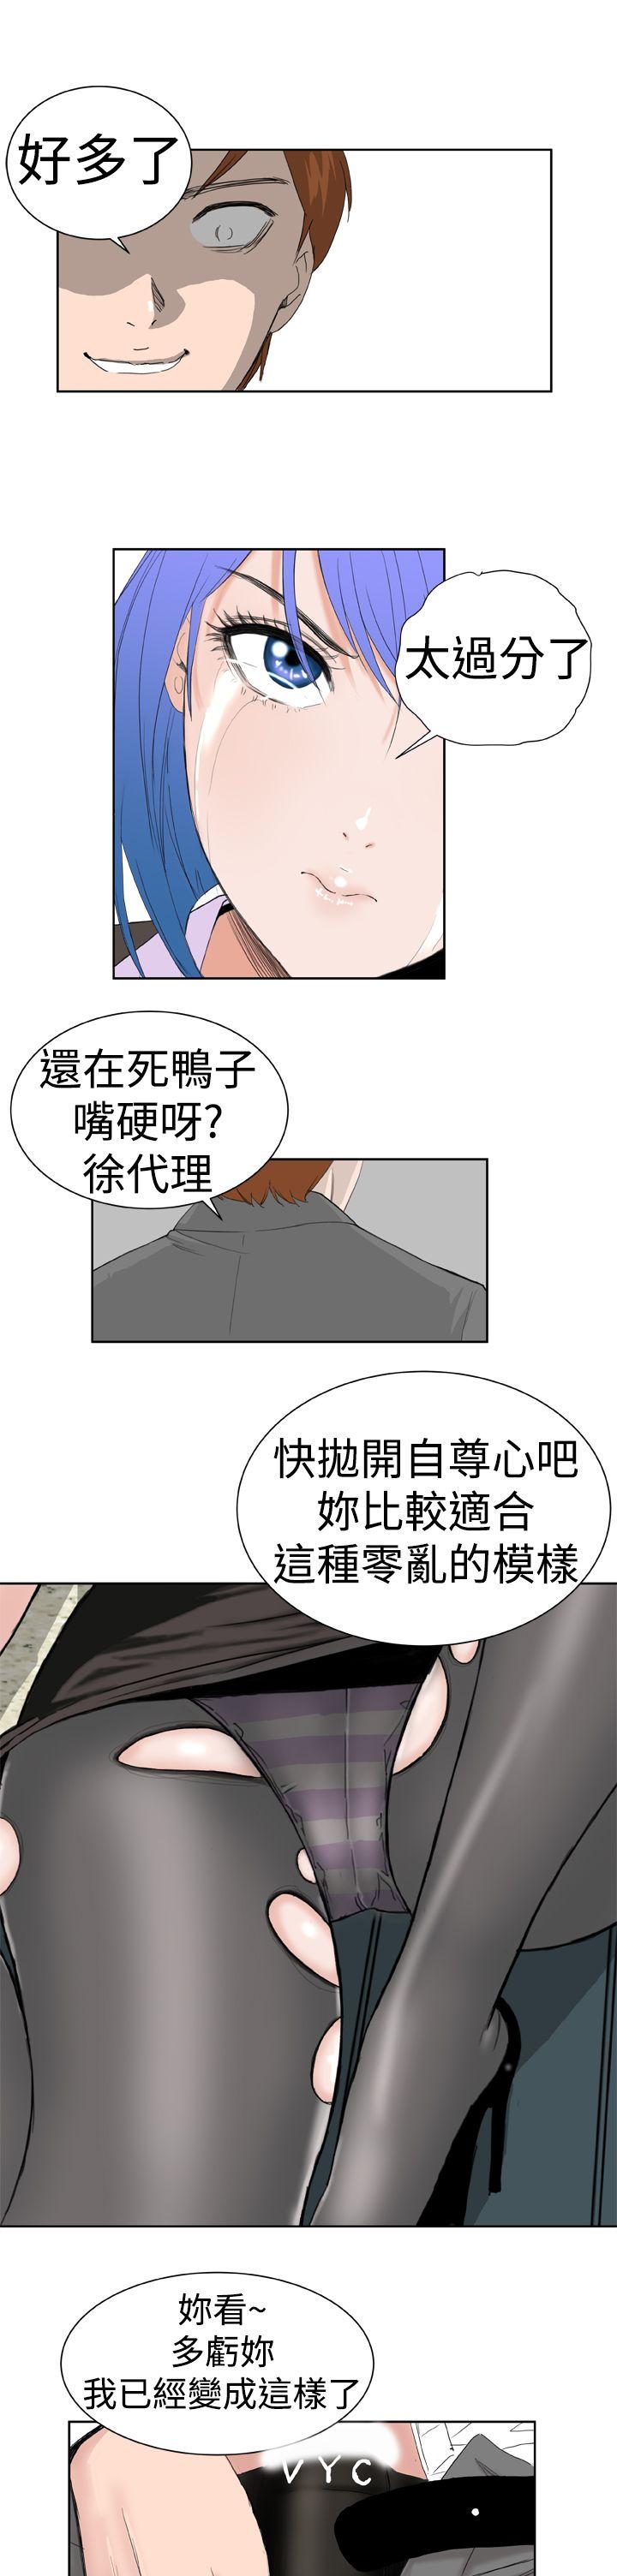 好多了
太過分了
還在死鴨子
嘴硬呀?
徐代理
快拋開自尊心吧
妳比較適合
這種零亂的模樣
妳看~
多虧妳
我已經變成這樣了
VYC